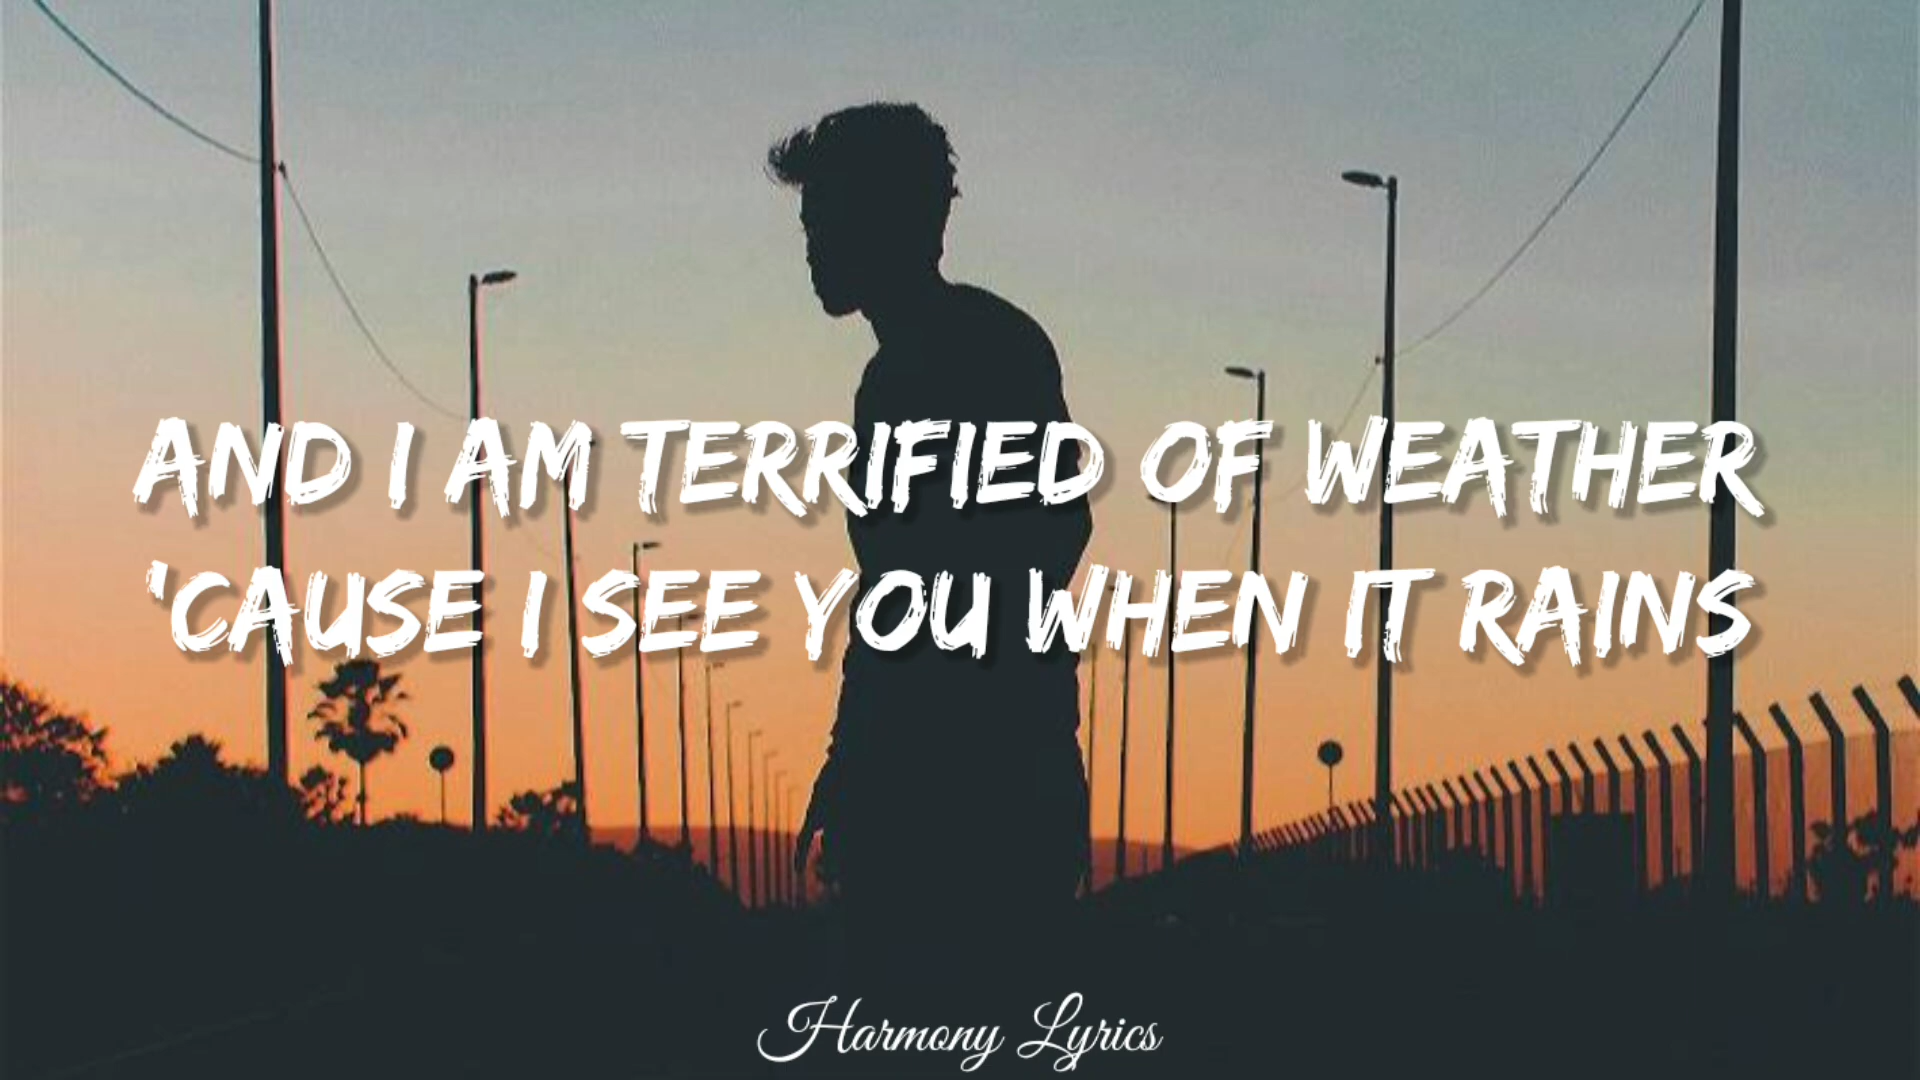 AND I AM TERRIFIED OF WEATHER
'CAUSE I SEE YOU WHEN IT RAINS
Harmony Lyrics